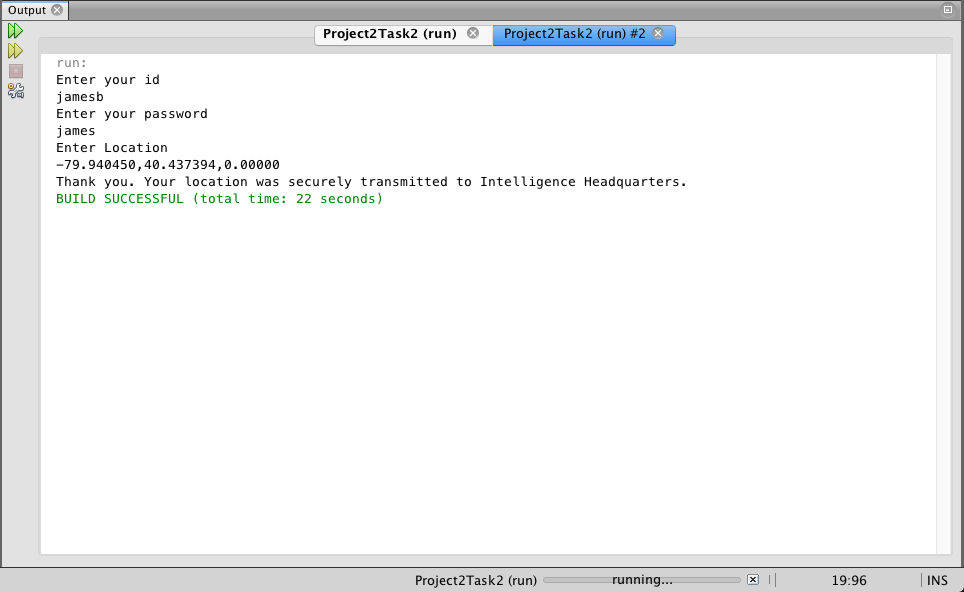 Output
Project2Task2 (run)
Project2Task2 (run) #2
run:
Enter your id
jamesb
Enter your password
james
Enter Location
-79.940450,40.437394,0.00000
Thank you. Your location was securely transmitted to Intelligence Headquarters.
BUILD SUCCESSFUL (total time: 22 seconds)
Project2Task2 (run)
running...
19:96
INS